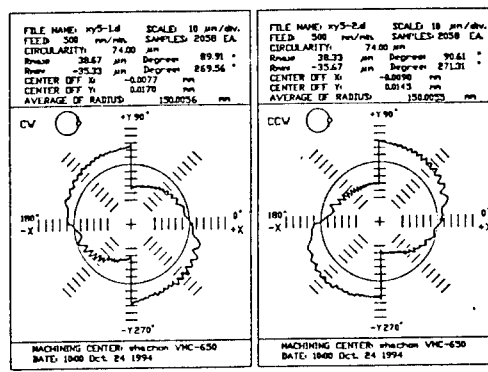 FILE NAME: xy5-1.d SCALE: 10 μm/div.
FEED: 500 mm/min. SAMPLES: 2058 EA.
CIRCULARITY: 74.00 μm
Rmax: 38.67 μm Degree: 89.91 °
Rmin: -35.33 μm Degree: 269.56 °
CENTER OFF X: -0.0077 mm
CENTER OFF Y: 0.0170 mm
AVERAGE OF RADIUS: 150.0056 mm
CW
+Y 90°
180°
-X
0°
+X
-Y 270°
MACHINING CENTER: VMC-650
DATE: 10:00 Oct. 24 1994
FILE NAME: xy5-2.d SCALE: 10 μm/div.
FEED: 500 mm/min. SAMPLES: 2058 EA.
CIRCULARITY: 74.00 μm
Rmax: 38.33 μm Degree: 90.61 °
Rmin: -35.67 μm Degree: 271.31 °
CENTER OFF X: -0.0090 mm
CENTER OFF Y: 0.0145 mm
AVERAGE OF RADIUS: 150.0055 mm
CCW
+Y 90°
180°
-X
0°
+X
-Y 270°
MACHINING CENTER: VMC-650
DATE: 10:00 Oct. 24 1994